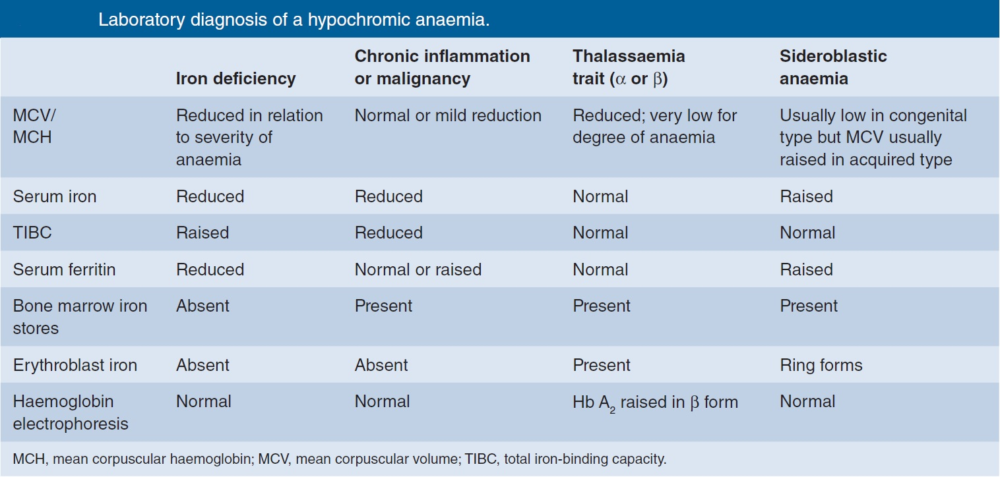 Laboratory diagnosis of a hypochromic anaemia.
Iron deficiency
Chronic inflammation
or malignancy
Thalassaemia
trait (α or β)
Sideroblastic
anaemia
MCV/
MCH
Reduced in relation
to severity of
anaemia
Normal or mild reduction
Reduced; very low for
degree of anaemia
Usually low in congenital
type but MCV usually
raised in acquired type
Serum iron
Reduced
Reduced
Normal
Raised
TIBC
Raised
Reduced
Normal
Normal
Serum ferritin
Reduced
Normal or raised
Normal
Raised
Bone marrow iron
stores
Absent
Present
Present
Present
Erythroblast iron
Absent
Absent
Present
Ring forms
Haemoglobin
electrophoresis
Normal
Normal
Hb A₂ raised in β form
Normal
MCH, mean corpuscular haemoglobin; MCV, mean corpuscular volume; TIBC, total iron-binding capacity.